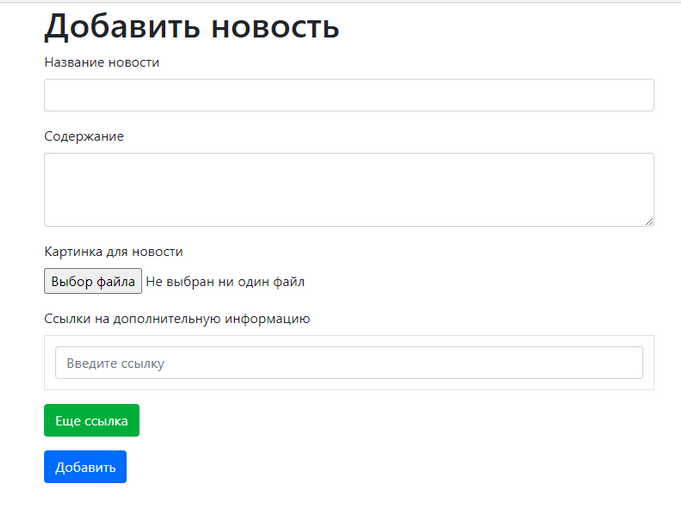 Добавить новость
Название новости
Содержание
Картинка для новости
Выбор файла Не выбран ни один файл
Ссылки на дополнительную информацию
Введите ссылку
Еще ссылка
Добавить